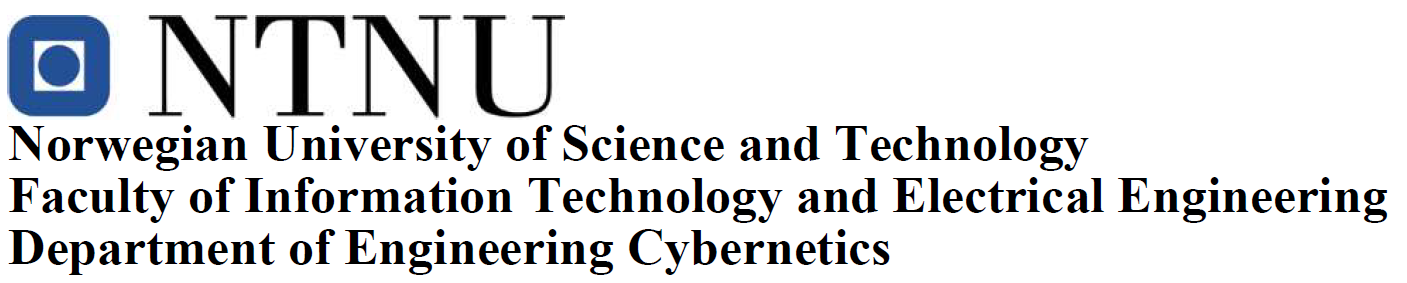 NTNU
Norwegian University of Science and Technology
Faculty of Information Technology and Electrical Engineering
Department of Engineering Cybernetics